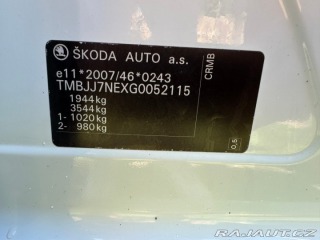 ŠKODA AUTO a.s.
e11*2007/46*0243
TMBJJ7NEXG0052115
1944kg
3544kg
1- 1020kg
2- 980kg
CRMB
0,5
RAJAUT.CZ